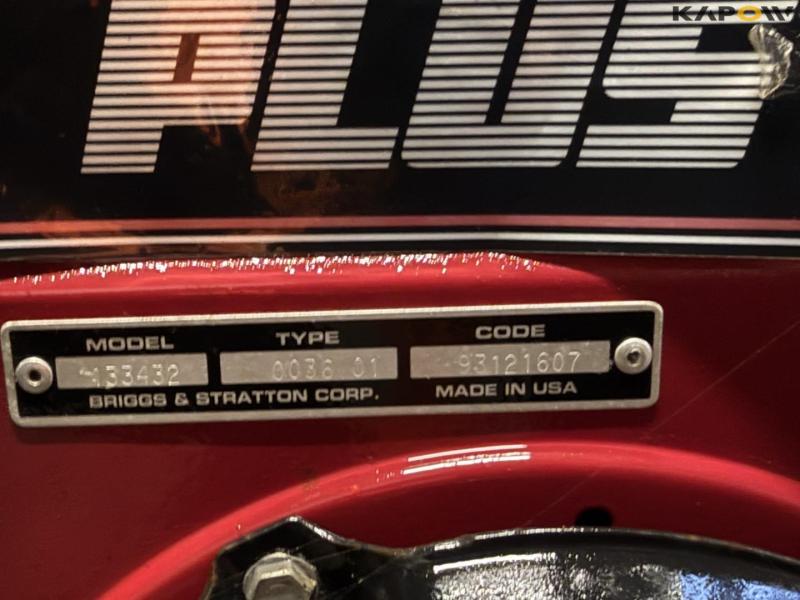 KAPOW
PLUS
MODEL TYPE CODE
133432 0036 01 93121607
BRIGGS & STRATTON CORP. MADE IN USA